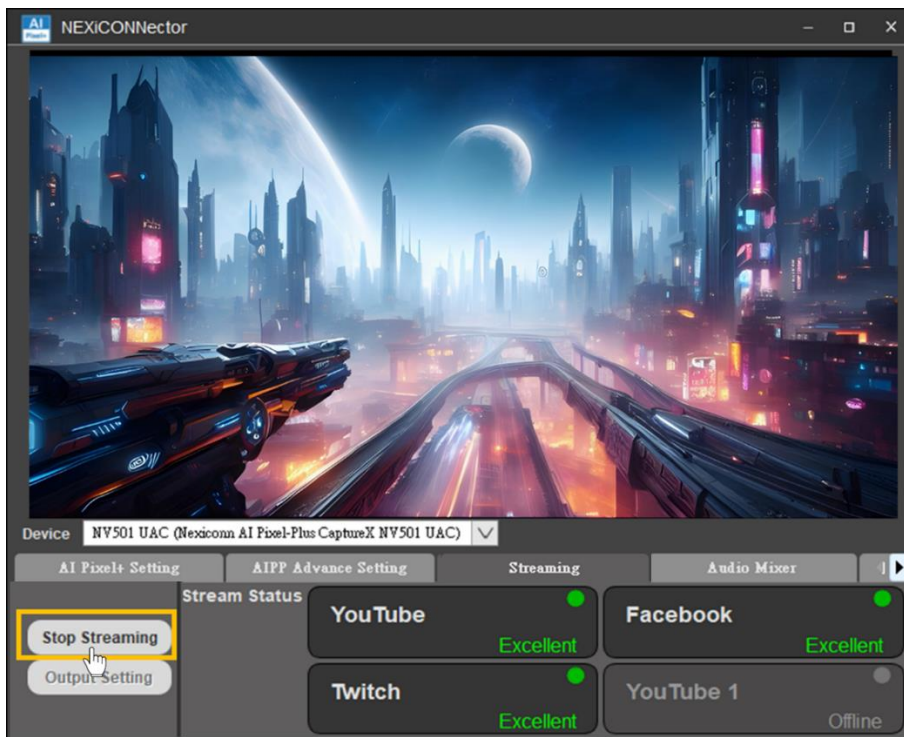 AI
Pixel+
NEXiCONNector
Device
NV501 UAC (Nexiconn AI Pixel-Plus CaptureX NV501 UAC)
AI Pixel+ Setting
AIPP Advance Setting
Streaming
Audio Mixer
Stop Streaming
Output Setting
Stream Status
YouTube
Excellent
Facebook
Excellent
Twitch
Excellent
YouTube 1
Offline